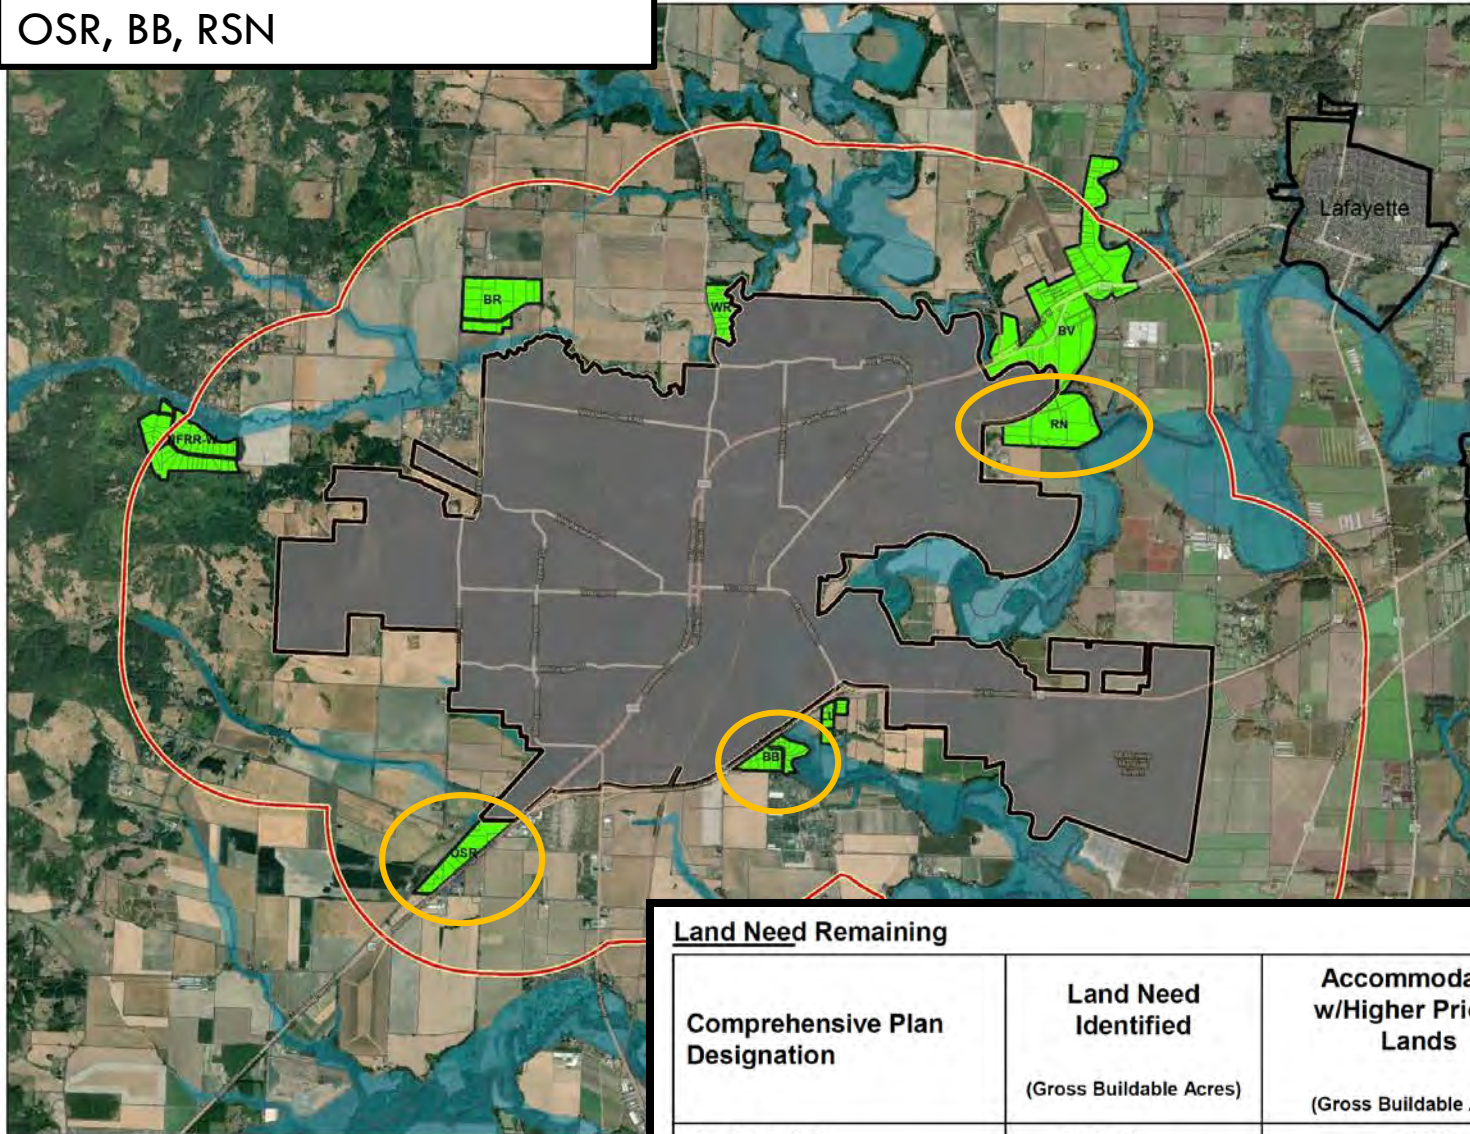 OSR, BB, RSN
Lafayette
BR
WR
BV
NFRR-W
RN
BB
OSR
Land Need Remaining
Comprehensive Plan
Designation
Land Need
Identified
(Gross Buildable Acres)
Accommoda
w/Higher Pri
Lands
(Gross Buildable